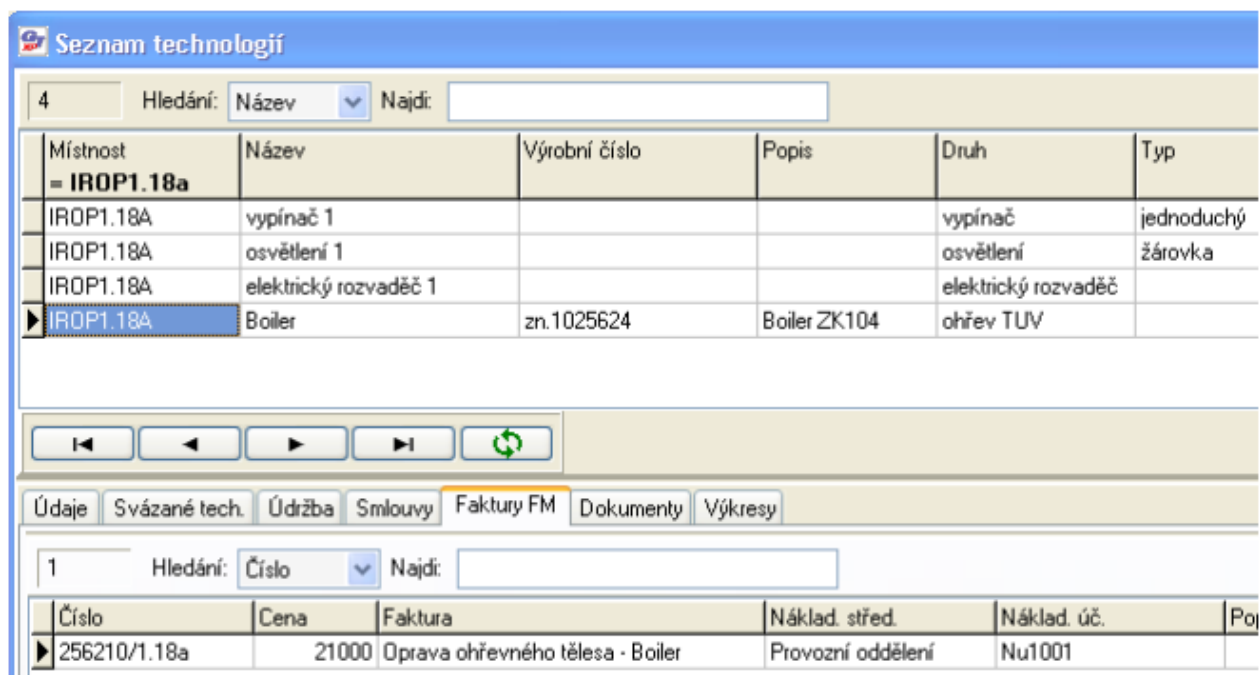 Seznam technologií
4 Hledání: Název Najdi:
Místnost Název Výrobní číslo Popis Druh Typ
= IROP1.18a
IROP1.18A vypínač 1 vypínač jednoduchý
IROP1.18A osvětlení 1 osvětlení žárovka
IROP1.18A elektrický rozvaděč 1 elektrický rozvaděč
IROP1.18A Boiler zn.1025624 Boiler ZK104 ohřev TUV
Údaje Svázané tech. Údržba Smlouvy Faktury FM Dokumenty Výkresy
1 Hledání: Číslo Najdi:
Číslo Cena Faktura Náklad. střed. Náklad. úč.
256210/1.18a 21000 Oprava ohřevného tělesa - Boiler Provozní oddělení Nu1001